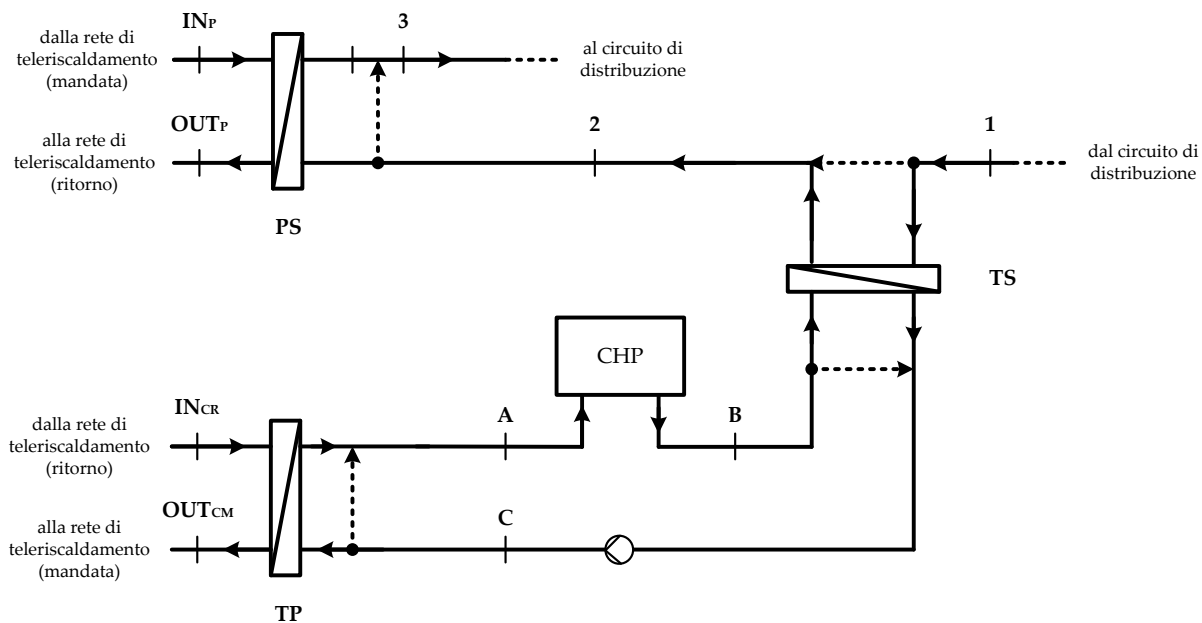 INP
3
dalla rete di
teleriscaldamento
(mandata)
al circuito di
distribuzione
OUTP
2
1
alla rete di
teleriscaldamento
(ritorno)
dal circuito di
distribuzione
PS
TS
CHP
INCR
A
B
dalla rete di
teleriscaldamento
(ritorno)
OUTCM
C
alla rete di
teleriscaldamento
(mandata)
TP